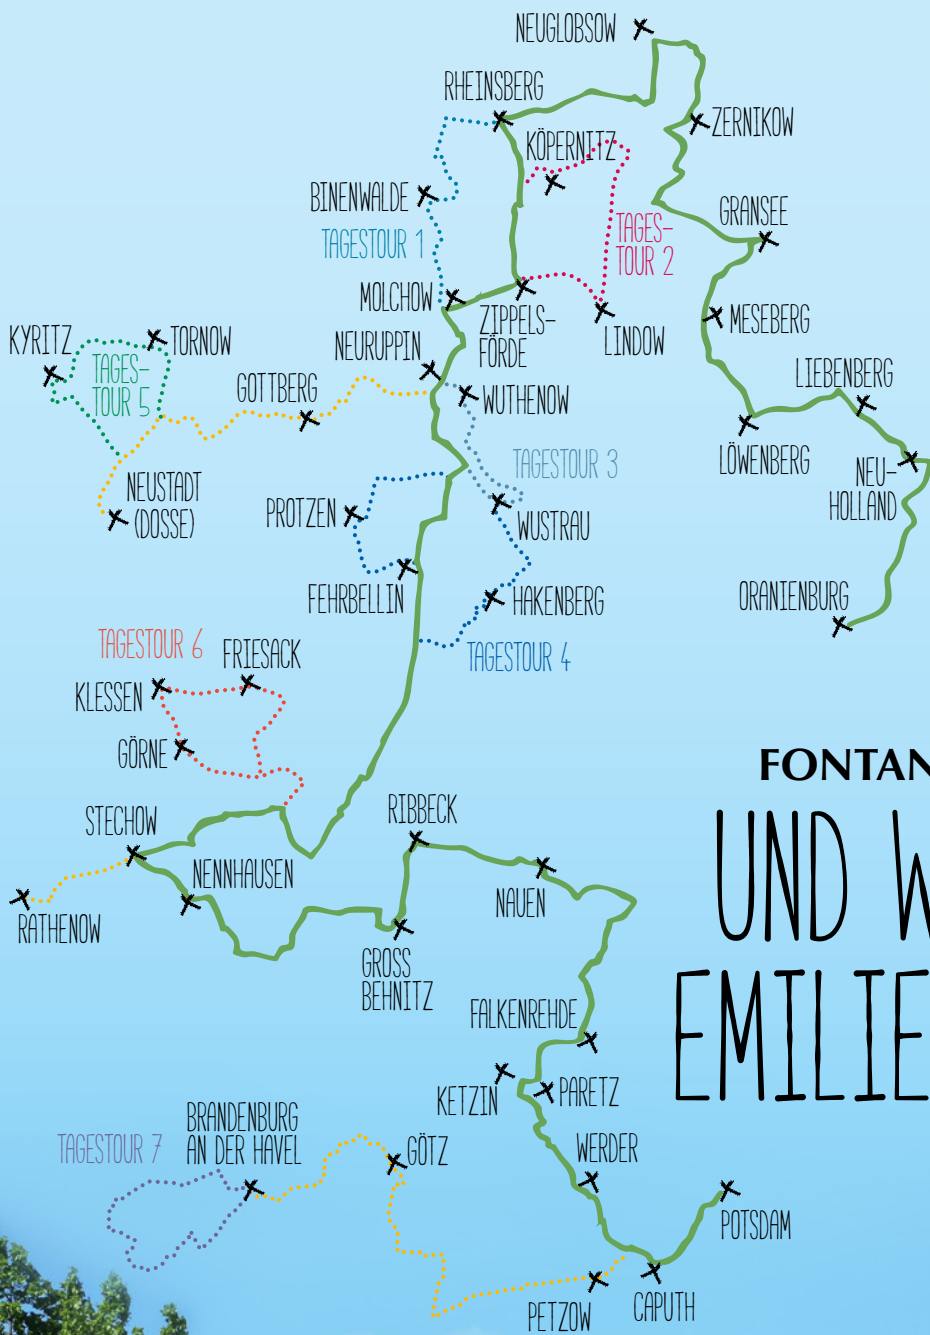 NEUGLOBSOW
RHEINSBERG
ZERNIKOW
KÖPERNITZ
BINENWALDE
GRANSEE
TAGESTOUR 1
TAGES-
TOUR 2
MOLCHOW
ZIPPELS-
FÖRDE
LINDOW
MESEBERG
KYRITZ
TORNOW
NEURUPPIN
TAGES-
TOUR 5
GOTTBERG
WUTHENOW
LIEBENBERG
LÖWENBERG
TAGESTOUR 3
NEU-
HOLLAND
NEUSTADT
(DOSSE)
PROTZEN
WUSTRAU
FEHRBELLIN
HAKENBERG
ORANIENBURG
TAGESTOUR 6
FRIESACK
TAGESTOUR 4
KLESSEN
GÖRNE
FONTAN
RIBBECK
STECHOW
UND W
NENNHAUSEN
NAUEN
RATHENOW
GROSS
BEHNITZ
FALKENREHDE
EMILIE
KETZIN
PARETZ
BRANDENBURG
AN DER HAVEL
TAGESTOUR 7
GÖTZ
WERDER
POTSDAM
PETZOW
CAPUTH